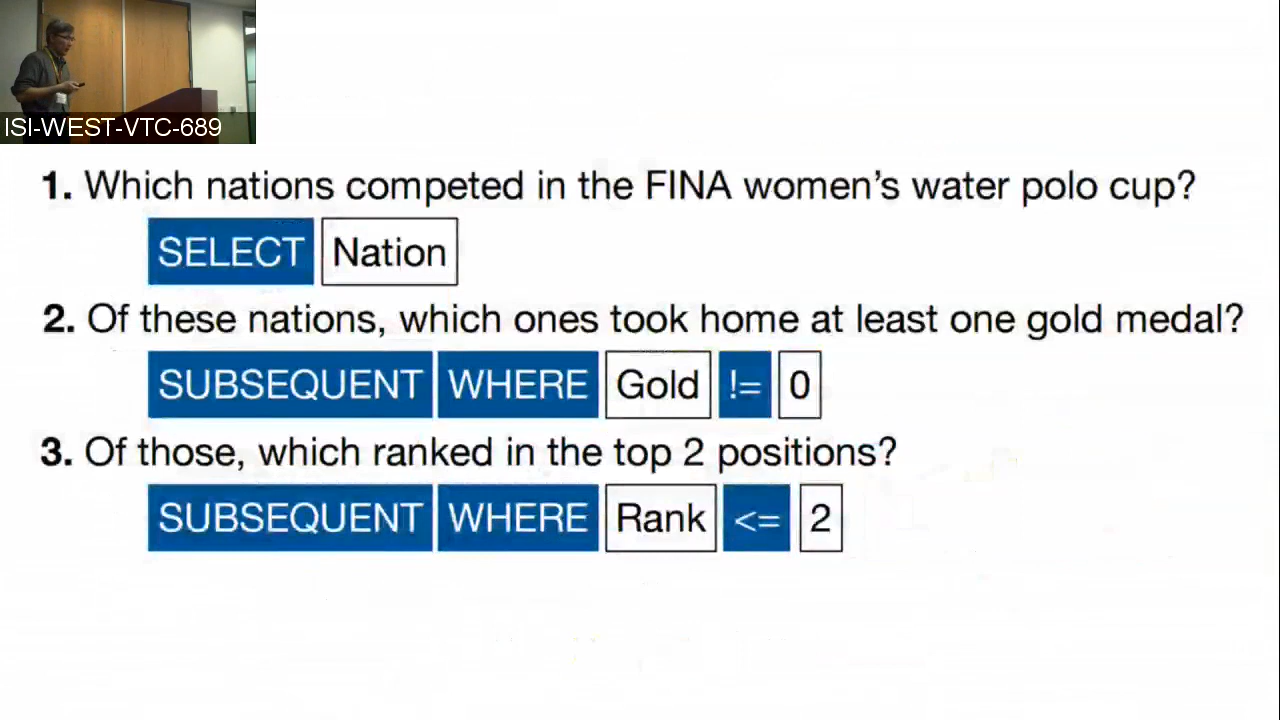 ISI-WEST-VTC-689
1. Which nations competed in the FINA women’s water polo cup?
SELECT Nation
2. Of these nations, which ones took home at least one gold medal?
SUBSEQUENT WHERE Gold != 0
3. Of those, which ranked in the top 2 positions?
SUBSEQUENT WHERE Rank <= 2